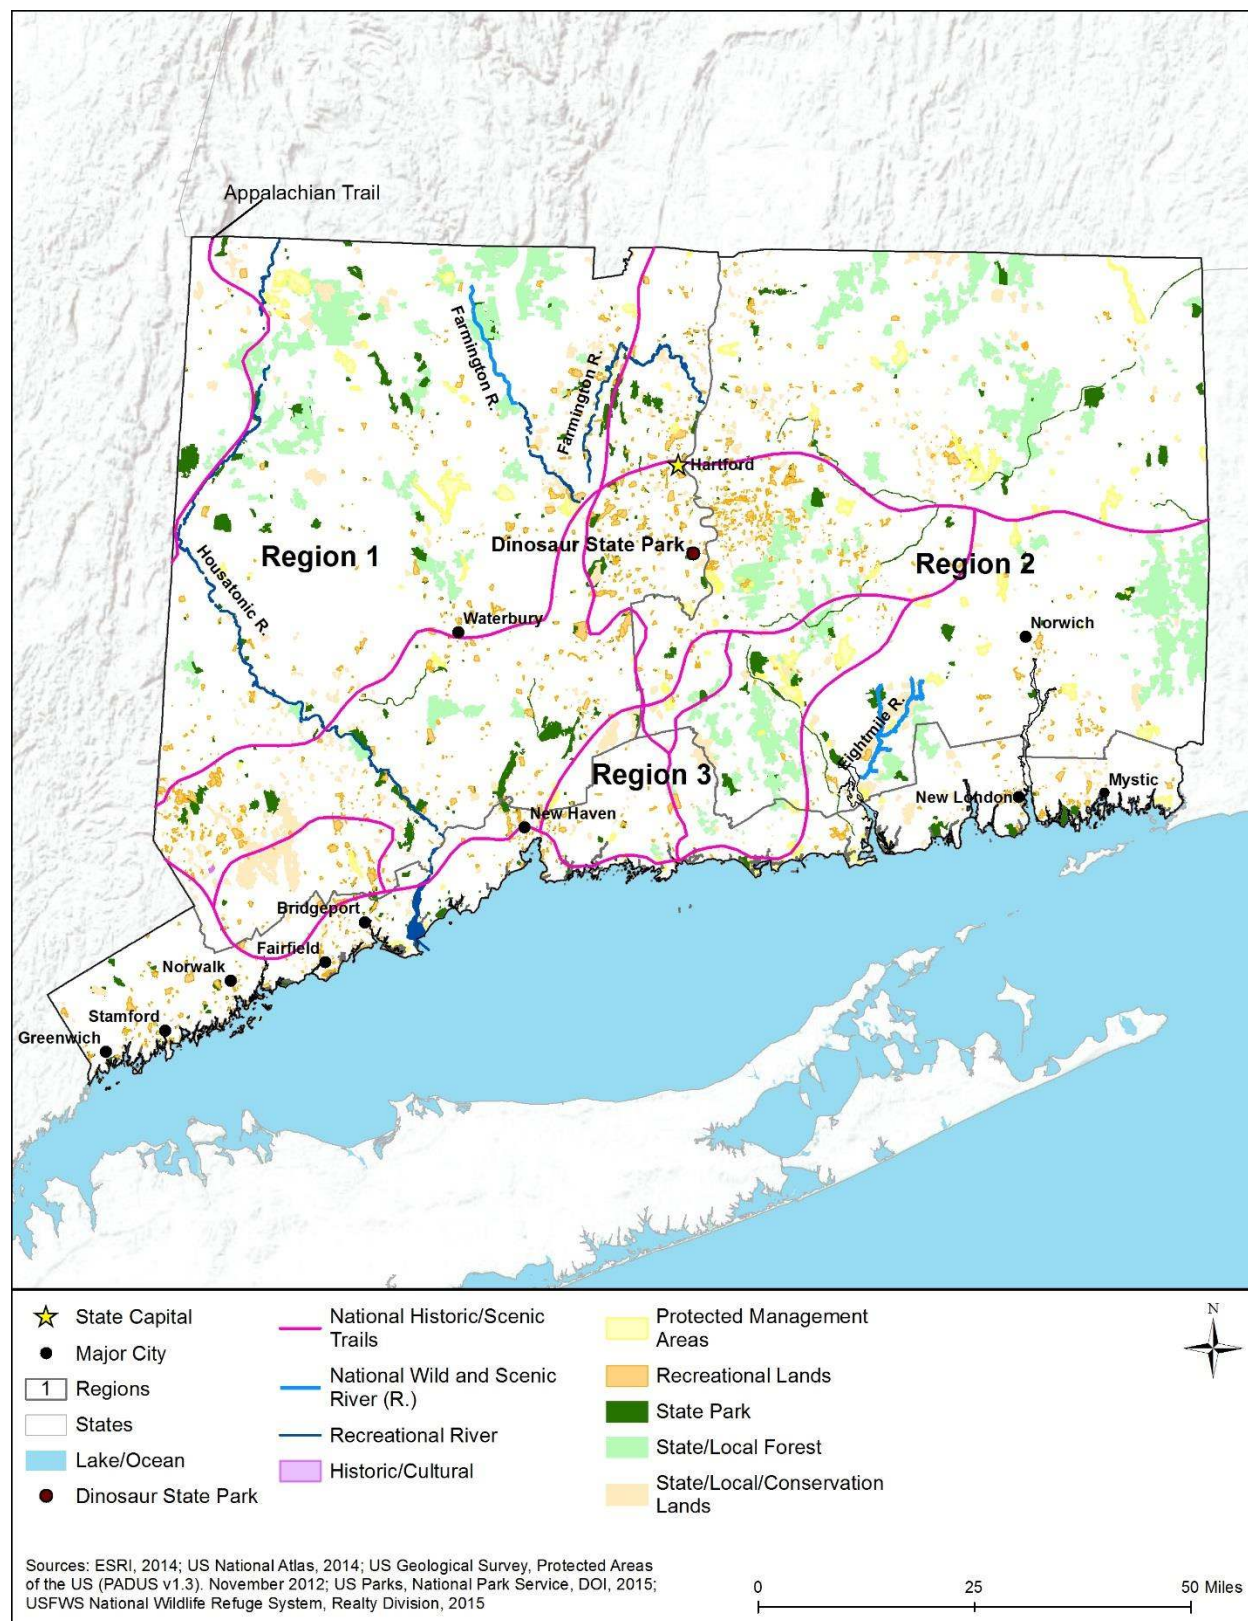 Appalachian Trail
Farmington R.
Farmington R.
Hartford
Dinosaur State Park
Region 1
Region 2
Housatonic R.
Waterbury
Norwich
Eightmile R.
Region 3
New London
Mystic
New Haven
Bridgeport
Fairfield
Norwalk
Stamford
Greenwich
State Capital
Major City
1 Regions
States
Lake/Ocean
Dinosaur State Park
National Historic/Scenic
Trails
National Wild and Scenic
River (R.)
Recreational River
Historic/Cultural
Protected Management
Areas
Recreational Lands
State Park
State/Local Forest
State/Local/Conservation
Lands
N
Sources: ESRI, 2014; US National Atlas, 2014; US Geological Survey, Protected Areas
of the US (PADUS v1.3). November 2012; US Parks, National Park Service, DOI, 2015;
USFWS National Wildlife Refuge System, Realty Division, 2015
0 25 50 Miles